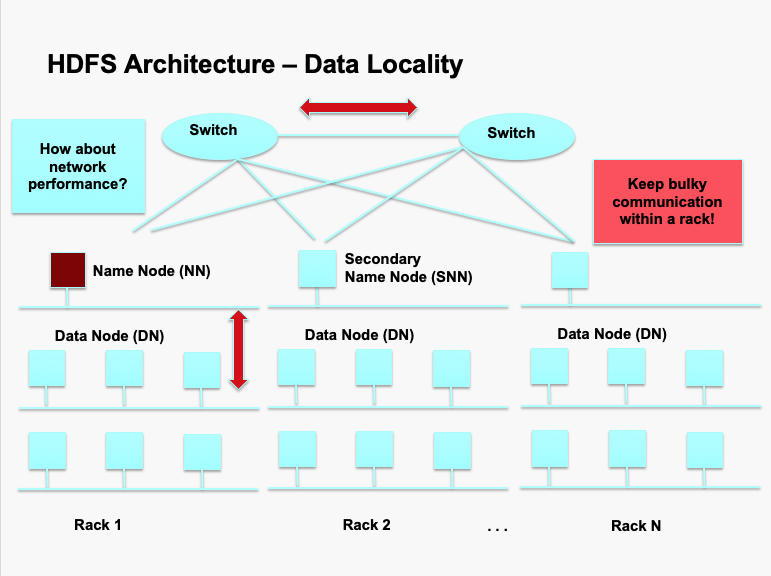 HDFS Architecture – Data Locality
Switch
Switch
How about
network
performance?
Keep bulky
communication
within a rack!
Name Node (NN)
Secondary
Name Node (SNN)
Data Node (DN)
Data Node (DN)
Data Node (DN)
Rack 1
Rack 2
. . .
Rack N